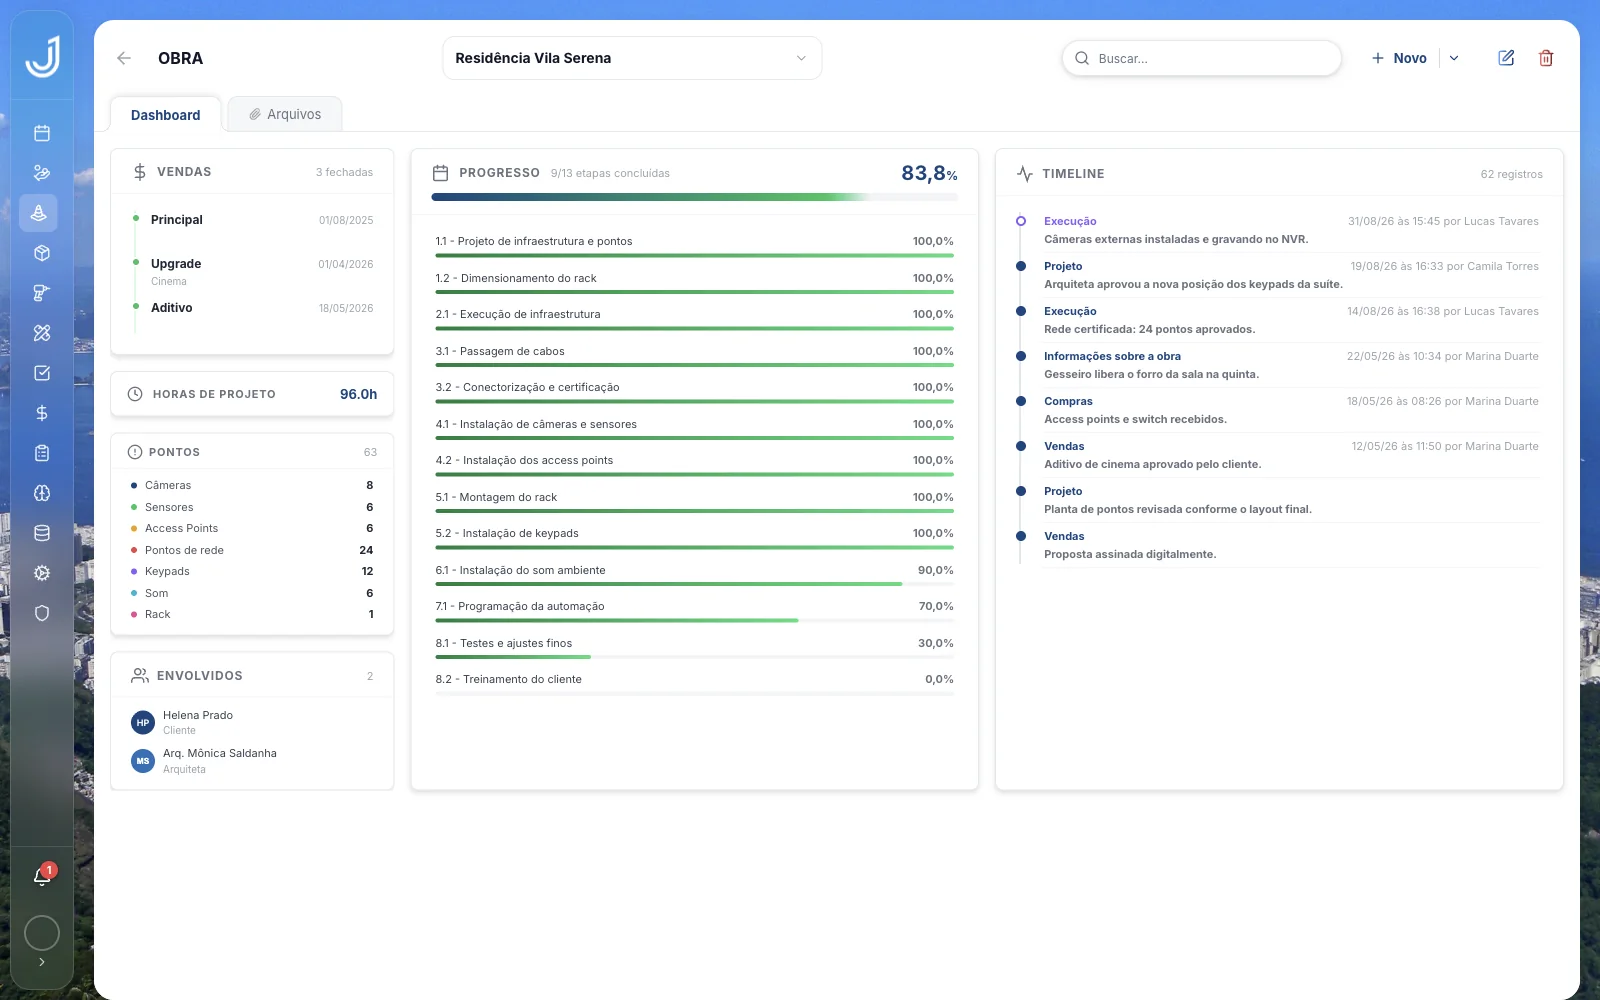 OBRA
Residência Vila Serena
Buscar...
Novo
Dashboard
Arquivos
VENDAS
3 fechadas
Principal
01/08/2025
Upgrade
01/04/2026
Cinema
Aditivo
18/05/2026
HORAS DE PROJETO
96.0h
PONTOS
63
Câmeras
8
Sensores
6
Access Points
6
Pontos de rede
24
Keypads
12
Som
6
Rack
1
ENVOLVIDOS
2
HP
Helena Prado
Cliente
MS
Arq. Mônica Saldanha
Arquiteta
PROGRESSO
9/13 etapas concluídas
83,8%
1.1 - Projeto de infraestrutura e pontos
100,0%
1.2 - Dimensionamento do rack
100,0%
2.1 - Execução de infraestrutura
100,0%
3.1 - Passagem de cabos
100,0%
3.2 - Conectorização e certificação
100,0%
4.1 - Instalação de câmeras e sensores
100,0%
4.2 - Instalação dos access points
100,0%
5.1 - Montagem do rack
100,0%
5.2 - Instalação de keypads
100,0%
6.1 - Instalação do som ambiente
90,0%
7.1 - Programação da automação
70,0%
8.1 - Testes e ajustes finos
30,0%
8.2 - Treinamento do cliente
0,0%
TIMELINE
62 registros
Execução
31/08/26 às 15:45 por Lucas Tavares
Câmeras externas instaladas e gravando no NVR.
Projeto
19/08/26 às 16:33 por Camila Torres
Arquiteta aprovou a nova posição dos keypads da suíte.
Execução
14/08/26 às 16:38 por Lucas Tavares
Rede certificada: 24 pontos aprovados.
Informações sobre a obra
22/05/26 às 10:34 por Marina Duarte
Gesseiro libera o forro da sala na quinta.
Compras
18/05/26 às 08:26 por Marina Duarte
Access points e switch recebidos.
Vendas
12/05/26 às 11:50 por Marina Duarte
Aditivo de cinema aprovado pelo cliente.
Projeto
Planta de pontos revisada conforme o layout final.
Vendas
Proposta assinada digitalmente.
1